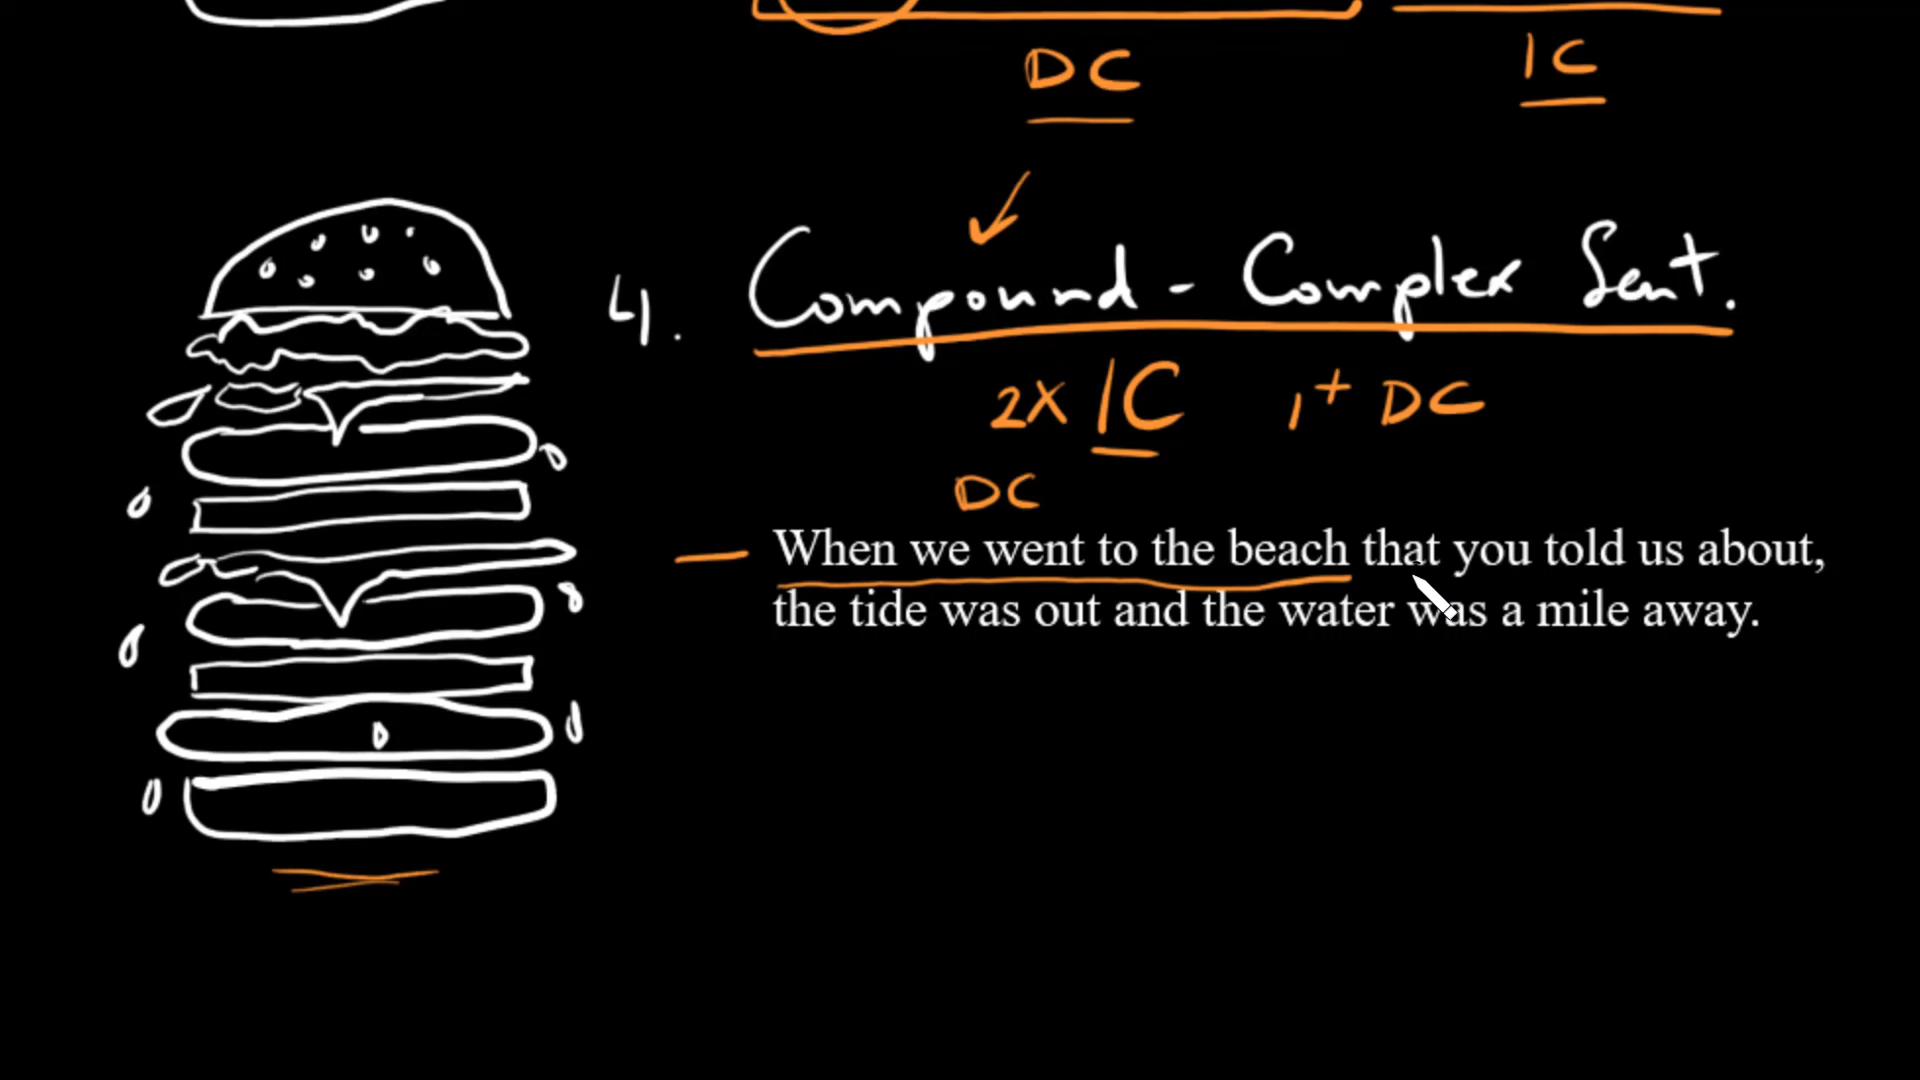 DC
IC
4. Compound - Complex Sent.
2x IC 1+ DC
DC
When we went to the beach that you told us about,
the tide was out and the water was a mile away.